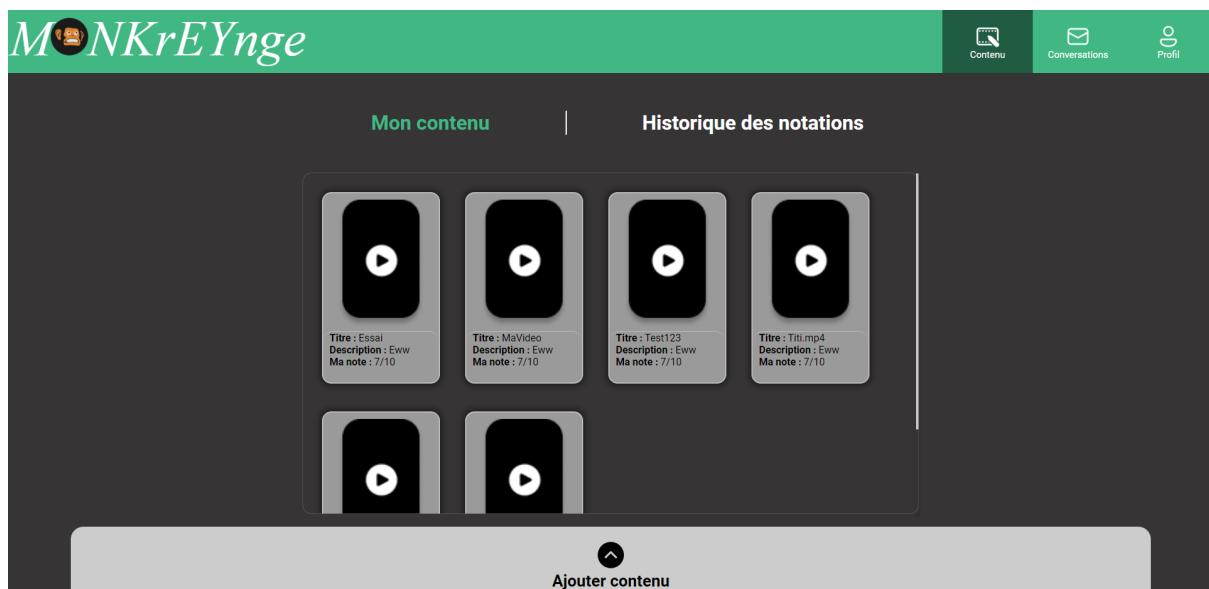 MONKrEYnge
Contenu
Conversations
Profil
Mon contenu
Historique des notations
Titre : Essai
Description : Eww
Ma note : 7/10
Titre : MaVideo
Description : Eww
Ma note : 7/10
Titre : Test123
Description : Eww
Ma note : 7/10
Titre : Titi.mp4
Description : Eww
Ma note : 7/10
Ajouter contenu